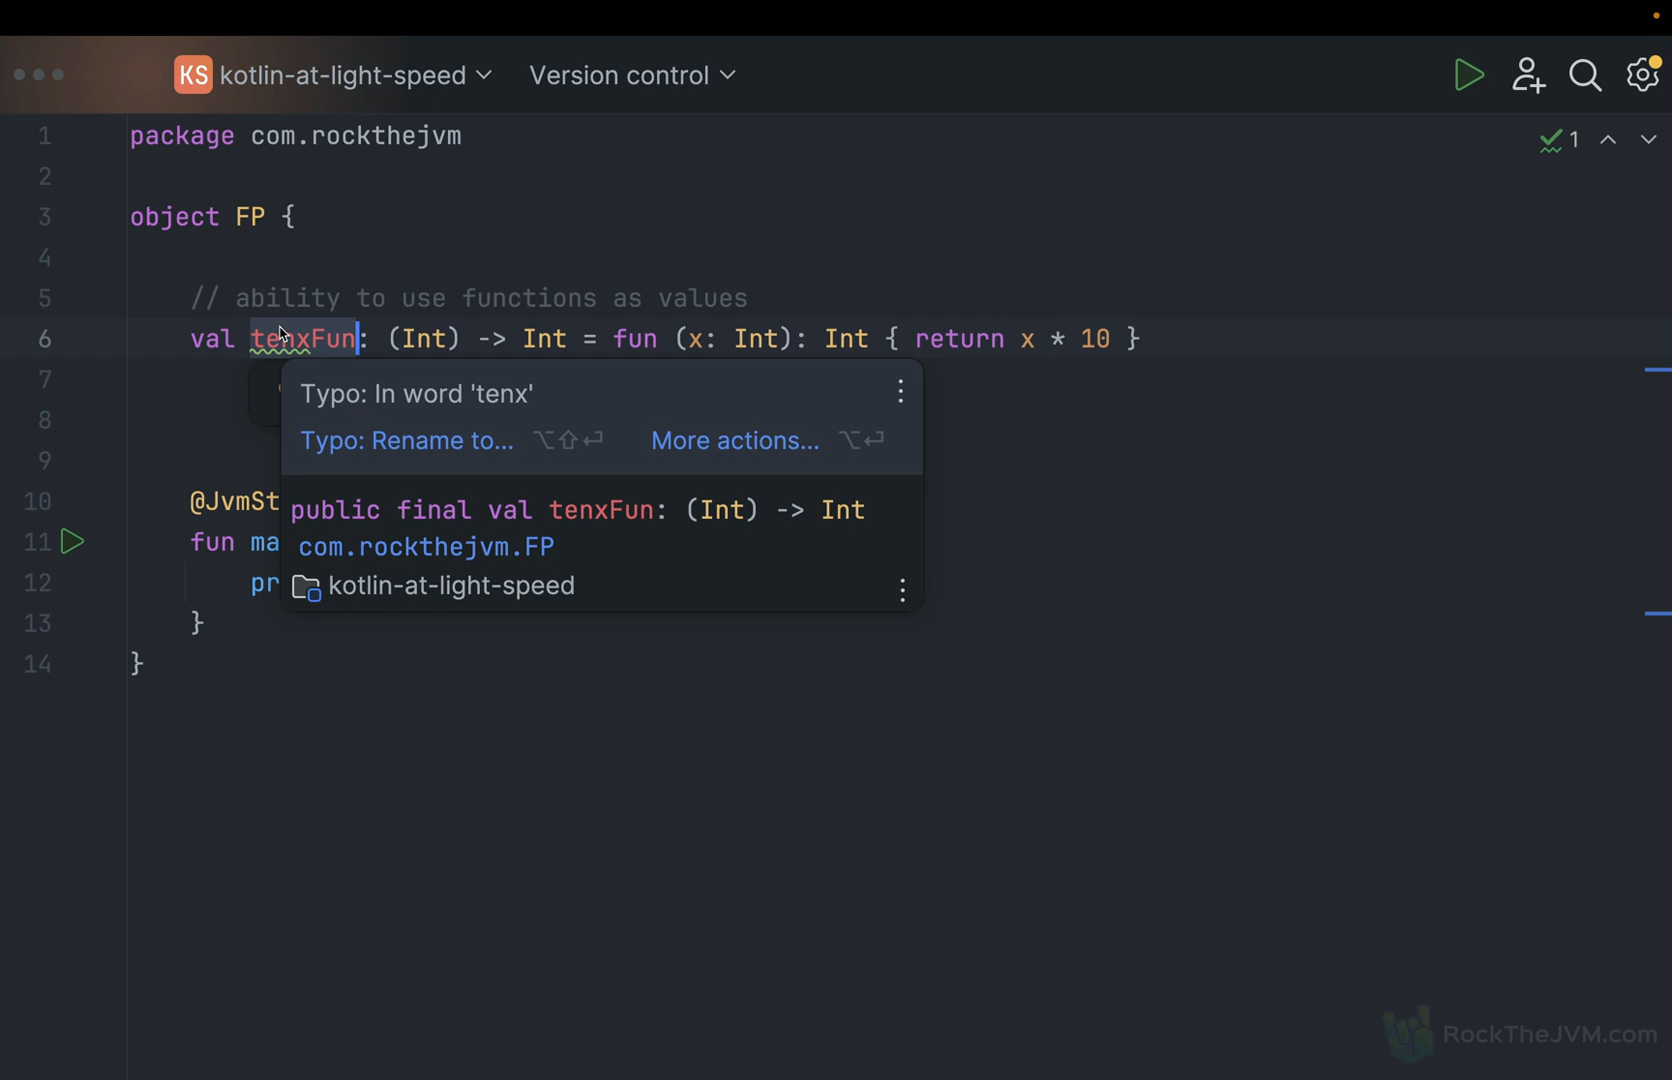 KS kotlin-at-light-speed Version control
1 package com.rockthejvm
1
2
3 object FP {
4
5 // ability to use functions as values
6 val tenxFun: (Int) -> Int = fun (x: Int): Int { return x * 10 }
7
Typo: In word 'tenx'
8
Typo: Rename to... ⌥⇧⏎ More actions... ⌥⏎
9
10 @JvmSt
public final val tenxFun: (Int) -> Int
11 fun ma
com.rockthejvm.FP
12 pr
kotlin-at-light-speed
13 }
14 }
RockTheJVM.com